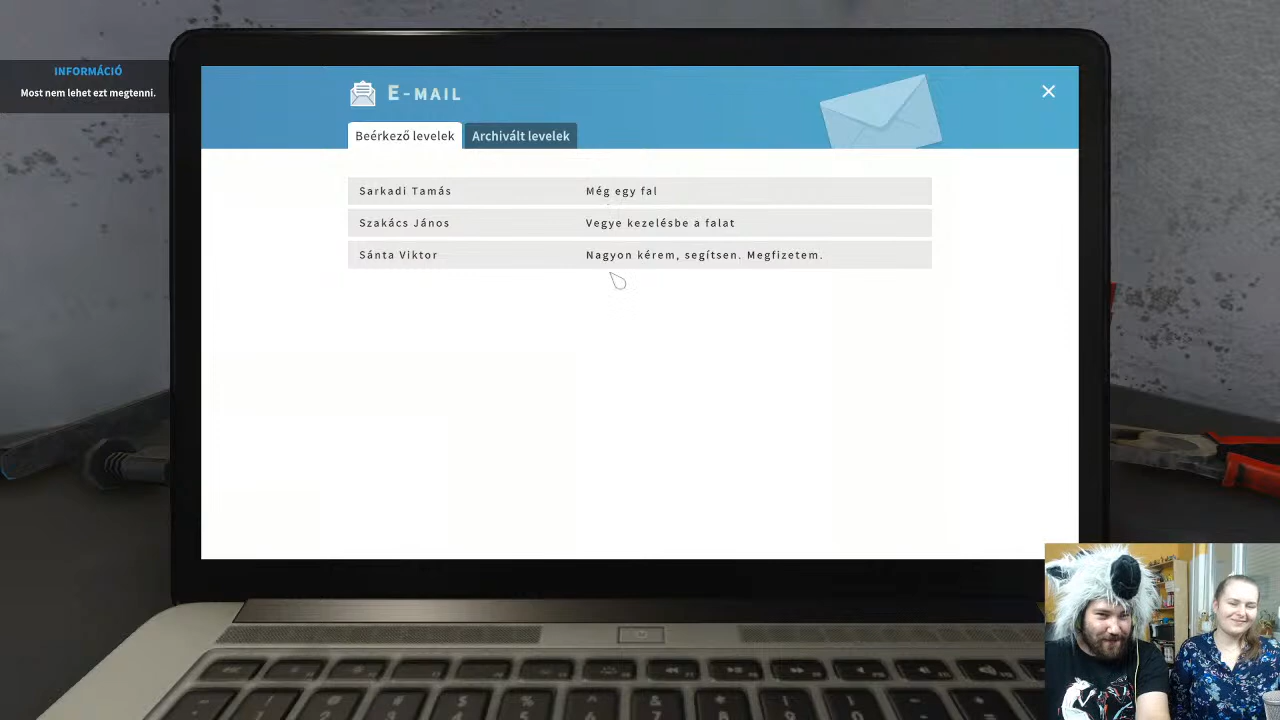 INFORMÁCIÓ
Most nem lehet ezt megtenni.
E-MAIL
Beérkező levelek
Archivált levelek
Sarkadi Tamás Még egy fal
Szakács János Vegye kezelésbe a falat
Sánta Viktor Nagyon kérem, segítsen. Megfizetem.